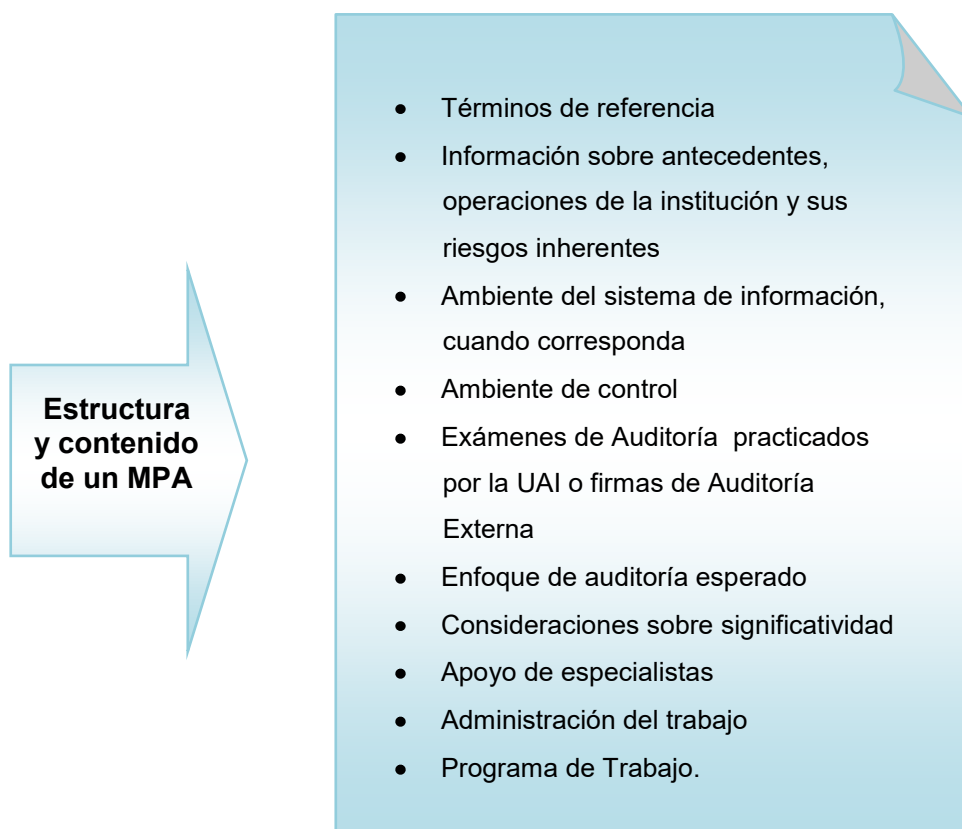 Estructura
y contenido
de un MPA
• Términos de referencia
• Información sobre antecedentes,
operaciones de la institución y sus
riesgos inherentes
• Ambiente del sistema de información,
cuando corresponda
• Ambiente de control
• Exámenes de Auditoría practicados
por la UAI o firmas de Auditoría
Externa
• Enfoque de auditoría esperado
• Consideraciones sobre significatividad
• Apoyo de especialistas
• Administración del trabajo
• Programa de Trabajo.